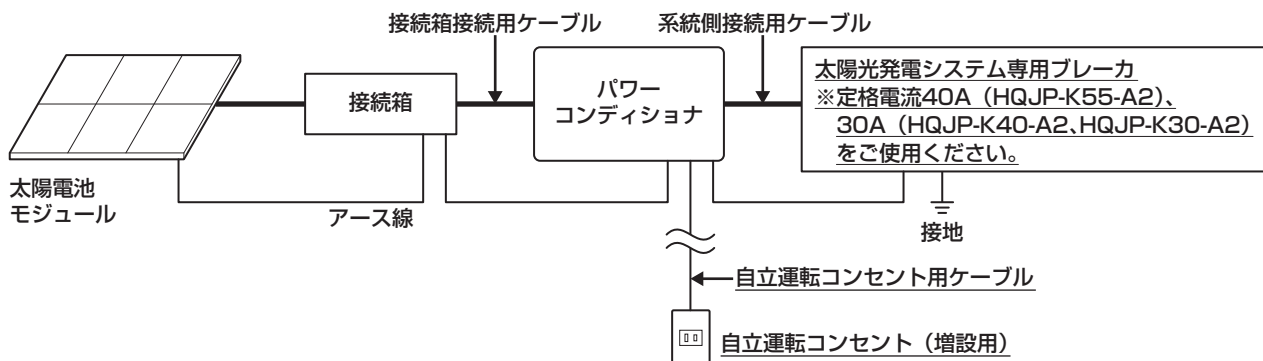 接続箱接続用ケーブル
系統側接続用ケーブル
太陽電池
モジュール
接続箱
パワー
コンディショナ
太陽光発電システム専用ブレーカ
※定格電流40A（HQJP-K55-A2）、
30A（HQJP-K40-A2、HQJP-K30-A2）
をご使用ください。
アース線
接地
自立運転コンセント用ケーブル
自立運転コンセント（増設用）